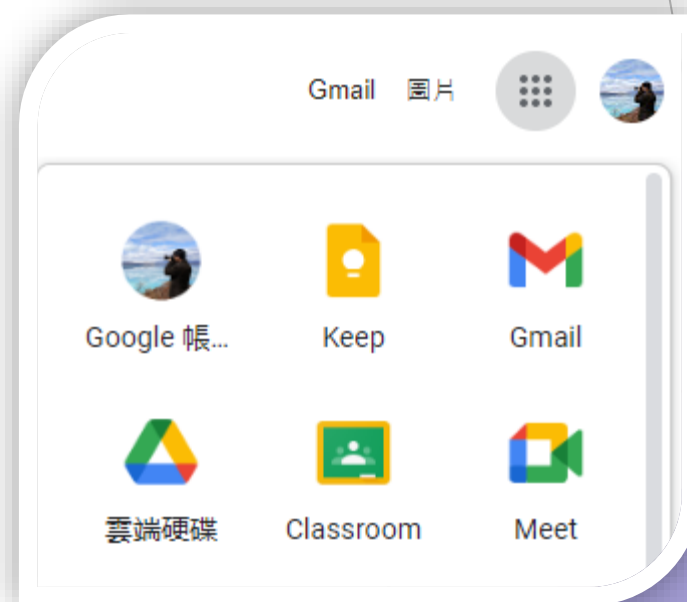 Gmail 圖片
Google 帳... Keep Gmail
雲端硬碟 Classroom Meet